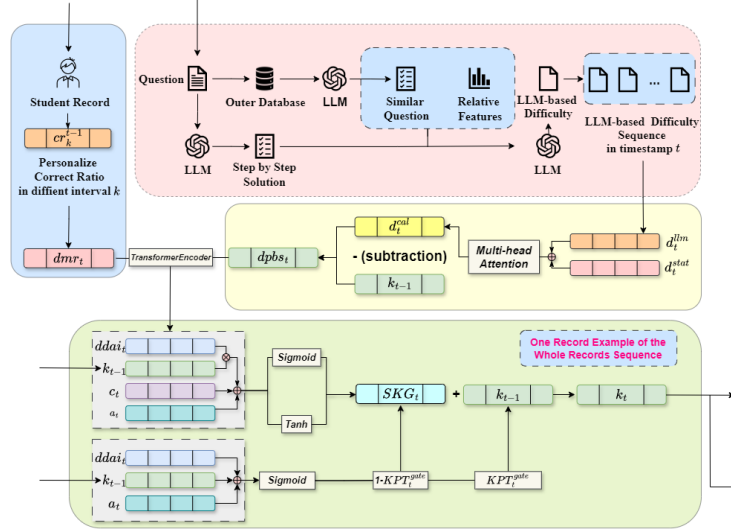 Student Record
cr_k^{t-1}
Personalize
Correct Ratio
in diffient interval k
dmr_t
Question
Outer Database
LLM
Similar
Question
Relative
Features
LLM-based
Difficulty
LLM-based Difficulty
Sequence
in timestamp t
...
LLM
Step by Step
Solution
LLM
TransformerEncoder
dpbs_t
d_t^{cal}
- (subtraction)
k_{t-1}
Multi-head
Attention
d_t^{llm}
d_t^{stat}
One Record Example of the
Whole Records Sequence
ddai_t
k_{t-1}
c_t
a_t
Sigmoid
Tanh
SKG_t
+
k_{t-1}
k_t
ddai_t
k_{t-1}
a_t
Sigmoid
1-KPT_t^{gate}
KPT_t^{gate}